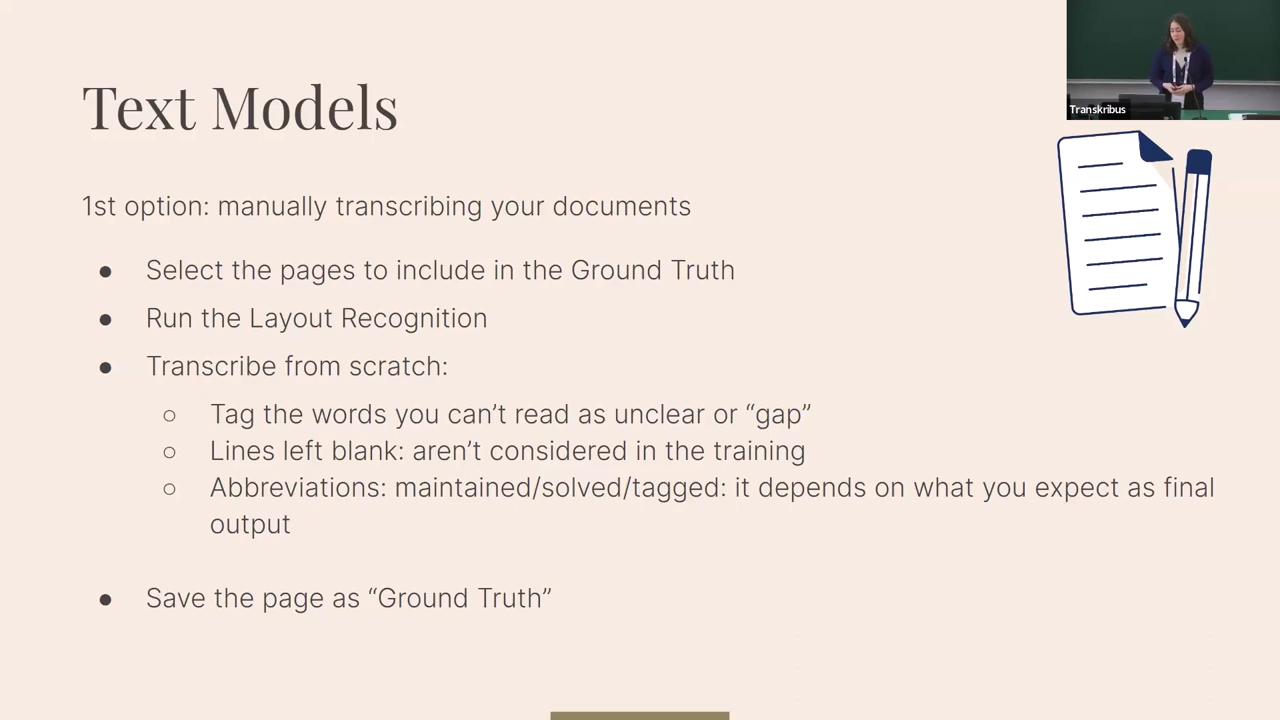 Text Models
Transkribus
1st option: manually transcribing your documents
● Select the pages to include in the Ground Truth
● Run the Layout Recognition
● Transcribe from scratch:
○ Tag the words you can’t read as unclear or “gap”
○ Lines left blank: aren’t considered in the training
○ Abbreviations: maintained/solved/tagged: it depends on what you expect as final
output
● Save the page as “Ground Truth”